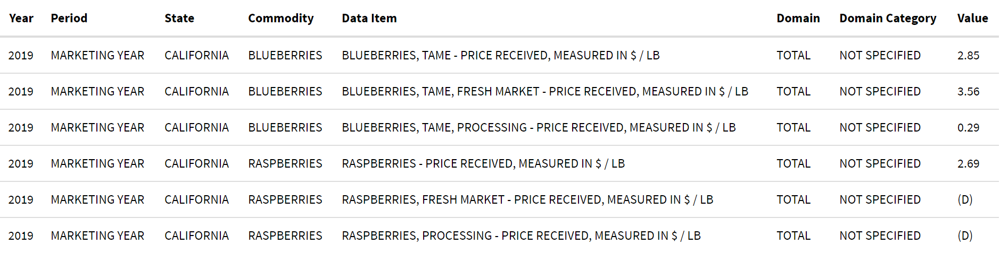 Year Period State Commodity Data Item Domain Domain Category Value
2019 MARKETING YEAR CALIFORNIA BLUEBERRIES BLUEBERRIES, TAME - PRICE RECEIVED, MEASURED IN $ / LB TOTAL NOT SPECIFIED 2.85
2019 MARKETING YEAR CALIFORNIA BLUEBERRIES BLUEBERRIES, TAME, FRESH MARKET - PRICE RECEIVED, MEASURED IN $ / LB TOTAL NOT SPECIFIED 3.56
2019 MARKETING YEAR CALIFORNIA BLUEBERRIES BLUEBERRIES, TAME, PROCESSING - PRICE RECEIVED, MEASURED IN $ / LB TOTAL NOT SPECIFIED 0.29
2019 MARKETING YEAR CALIFORNIA RASPBERRIES RASPBERRIES - PRICE RECEIVED, MEASURED IN $ / LB TOTAL NOT SPECIFIED 2.69
2019 MARKETING YEAR CALIFORNIA RASPBERRIES RASPBERRIES, FRESH MARKET - PRICE RECEIVED, MEASURED IN $ / LB TOTAL NOT SPECIFIED (D)
2019 MARKETING YEAR CALIFORNIA RASPBERRIES RASPBERRIES, PROCESSING - PRICE RECEIVED, MEASURED IN $ / LB TOTAL NOT SPECIFIED (D)